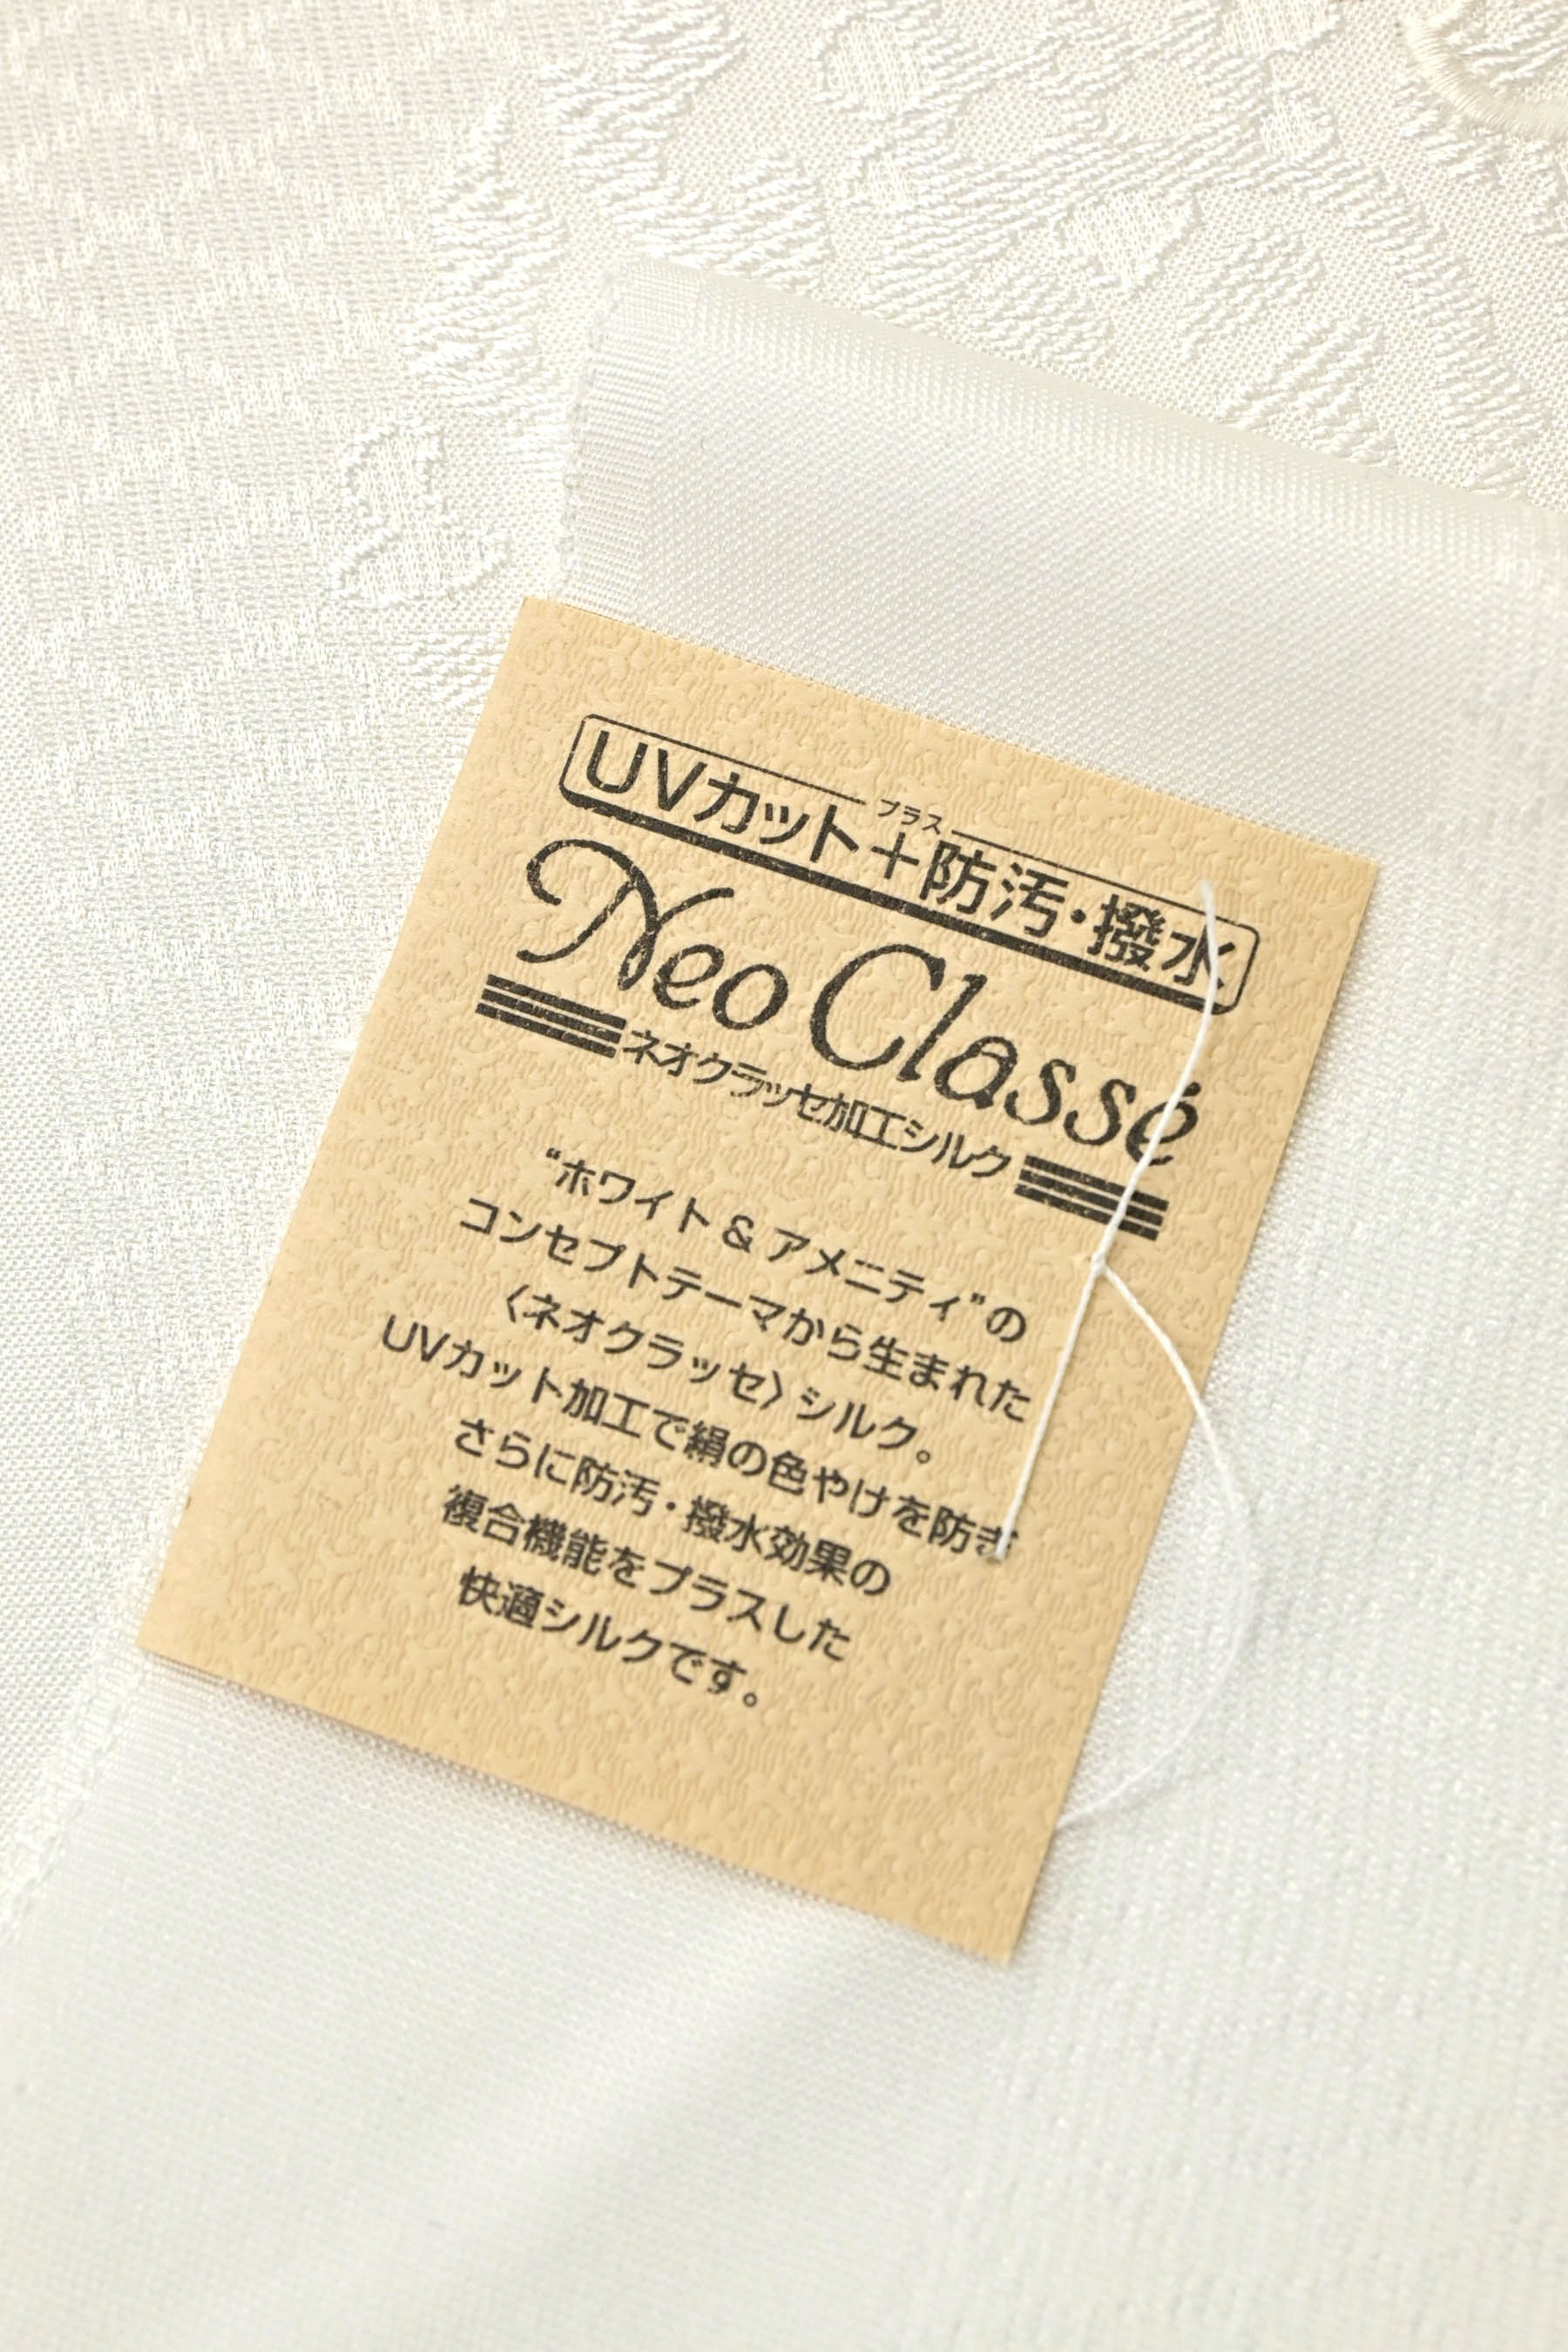 UVカット＋防汚・撥水
プラス
Neo Classé
ネオクラッセ加工シルク
“ホワイト & アメニティ”の
コンセプトテーマから生まれた
〈ネオクラッセ〉シルク。
UVカット加工で絹の色やけを防ぎ
さらに防汚・撥水効果の
複合機能をプラスした
快適シルクです。